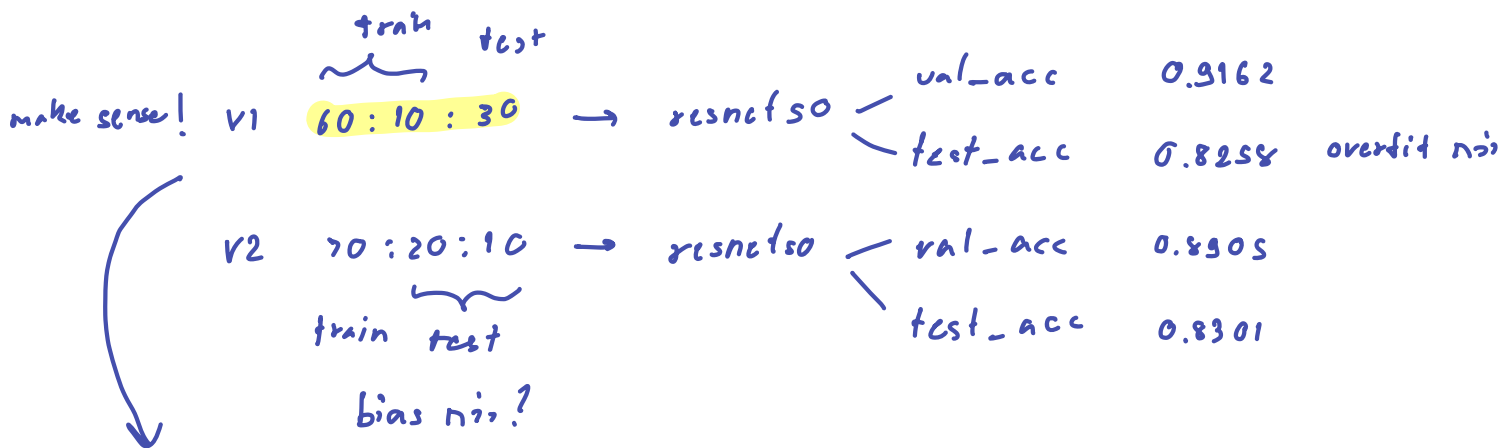 train test
make sense! v1 60 : 10 : 30 → resnet50 val_acc 0.9162
test_acc 0.8258 overfit
v2 70 : 20 : 10 → resnet50 val_acc 0.8905
train test test_acc 0.8301
bias ?